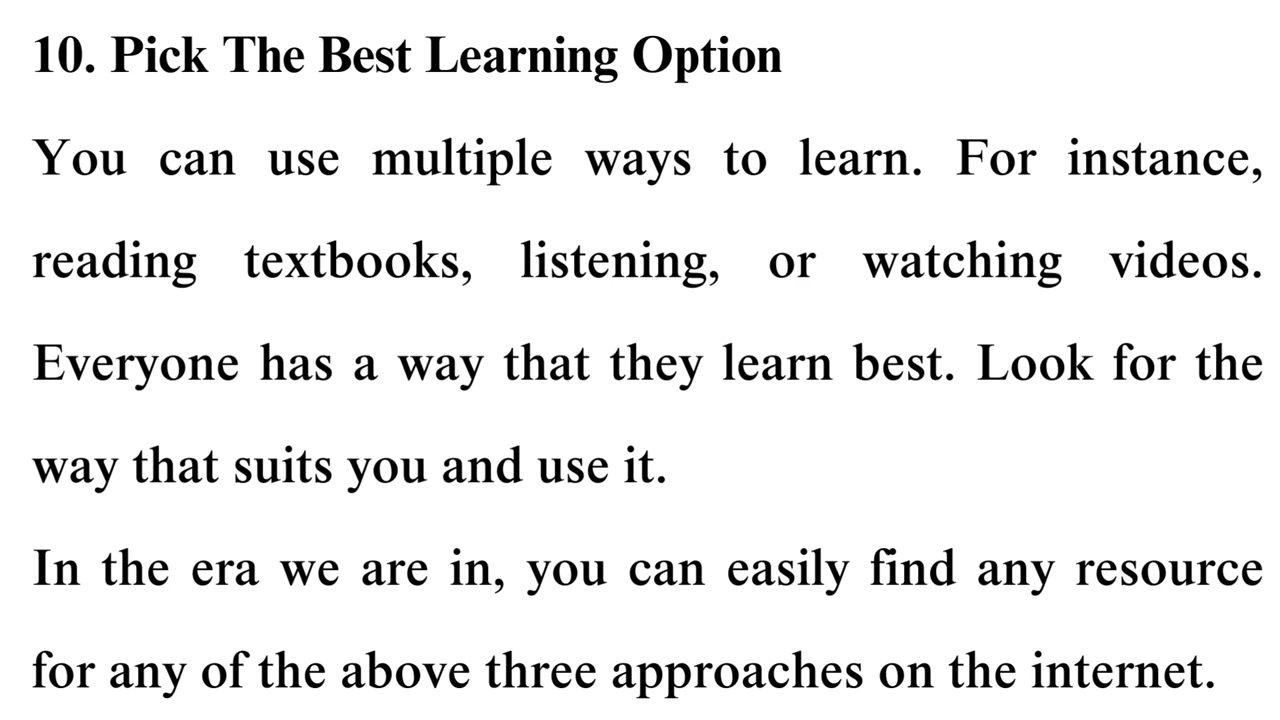 10. Pick The Best Learning Option
You can use multiple ways to learn. For instance,
reading textbooks, listening, or watching videos.
Everyone has a way that they learn best. Look for the
way that suits you and use it.
In the era we are in, you can easily find any resource
for any of the above three approaches on the internet.